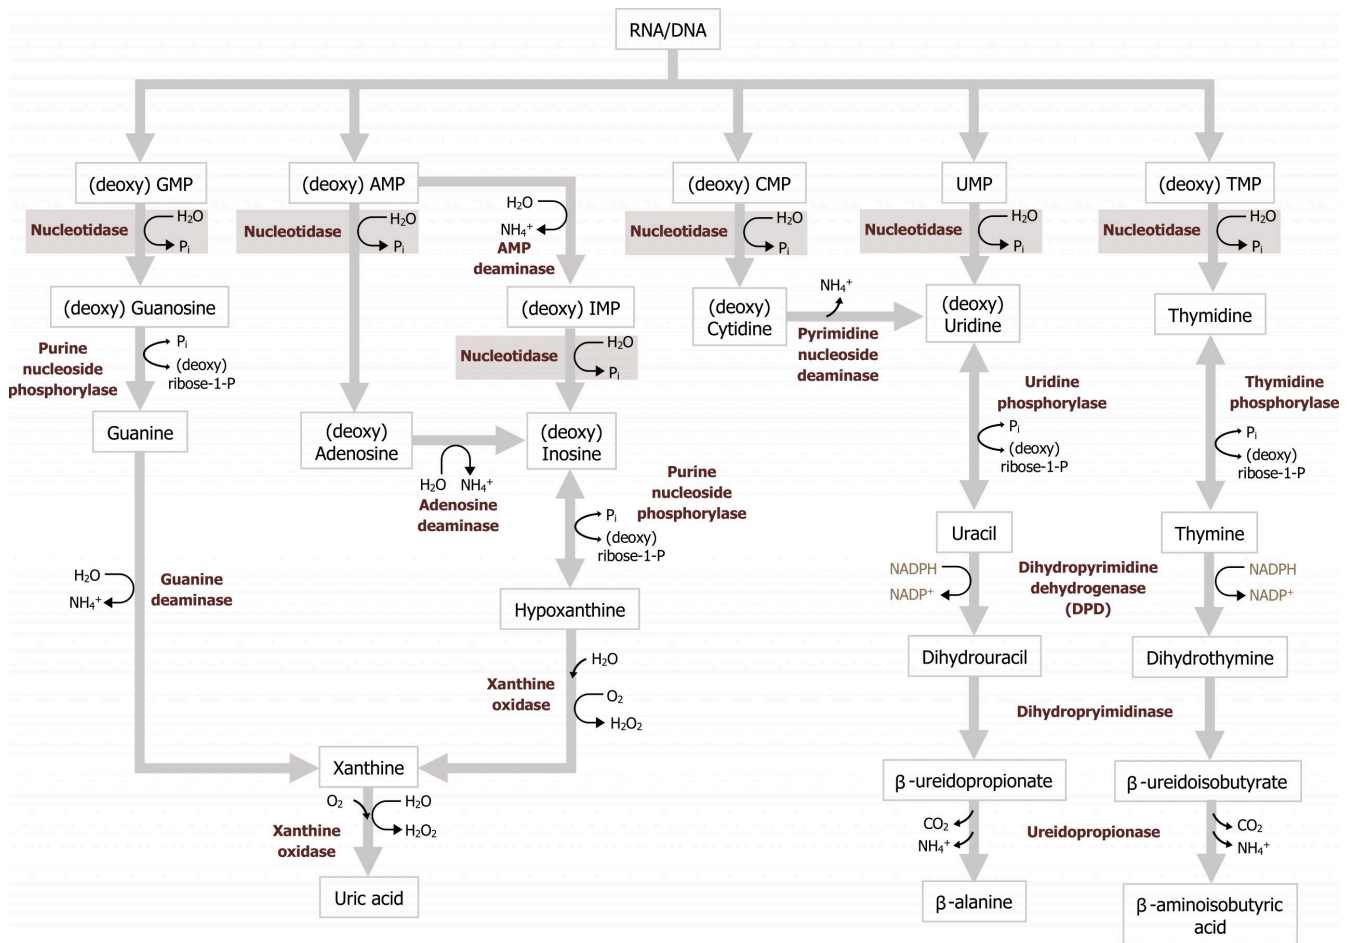 RNA/DNA
(deoxy) GMP
(deoxy) AMP
(deoxy) CMP
UMP
(deoxy) TMP
Nucleotidase
H₂O
Pᵢ
Nucleotidase
H₂O
Pᵢ
H₂O
NH₄⁺
AMP
deaminase
Nucleotidase
H₂O
Pᵢ
Nucleotidase
H₂O
Pᵢ
Nucleotidase
H₂O
Pᵢ
(deoxy) Guanosine
(deoxy) IMP
(deoxy)
Cytidine
NH₄⁺
Pyrimidine
nucleoside
deaminase
(deoxy)
Uridine
Thymidine
Purine
nucleoside
phosphorylase
Pᵢ
(deoxy)
ribose-1-P
Nucleotidase
H₂O
Pᵢ
Uridine
phosphorylase
Pᵢ
(deoxy)
ribose-1-P
Thymidine
phosphorylase
Pᵢ
(deoxy)
ribose-1-P
Guanine
(deoxy)
Adenosine
H₂O
NH₄⁺
Adenosine
deaminase
(deoxy)
Inosine
Purine
nucleoside
phosphorylase
Pᵢ
(deoxy)
ribose-1-P
Uracil
Thymine
H₂O
NH₄⁺
Guanine
deaminase
NADPH
NADP⁺
Dihydropyrimidine
dehydrogenase
(DPD)
NADPH
NADP⁺
Hypoxanthine
Dihydrouracil
Dihydrothymine
Xanthine
oxidase
H₂O
O₂
H₂O₂
Dihydropryimidinase
Xanthine
β-ureidopropionate
β-ureidoisobutyrate
O₂
H₂O
H₂O₂
Xanthine
oxidase
CO₂
NH₄⁺
Ureidopropionase
CO₂
NH₄⁺
Uric acid
β-alanine
β-aminoisobutyric
acid